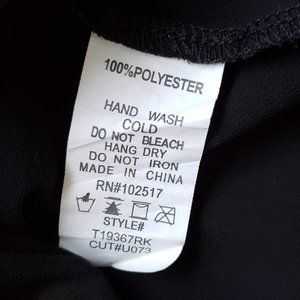 100%POLYESTER
HAND WASH
COLD
DO NOT BLEACH
HANG DRY
DO NOT IRON
MADE IN CHINA
RN#102517
STYLE#
T19367RK
CUT#U073